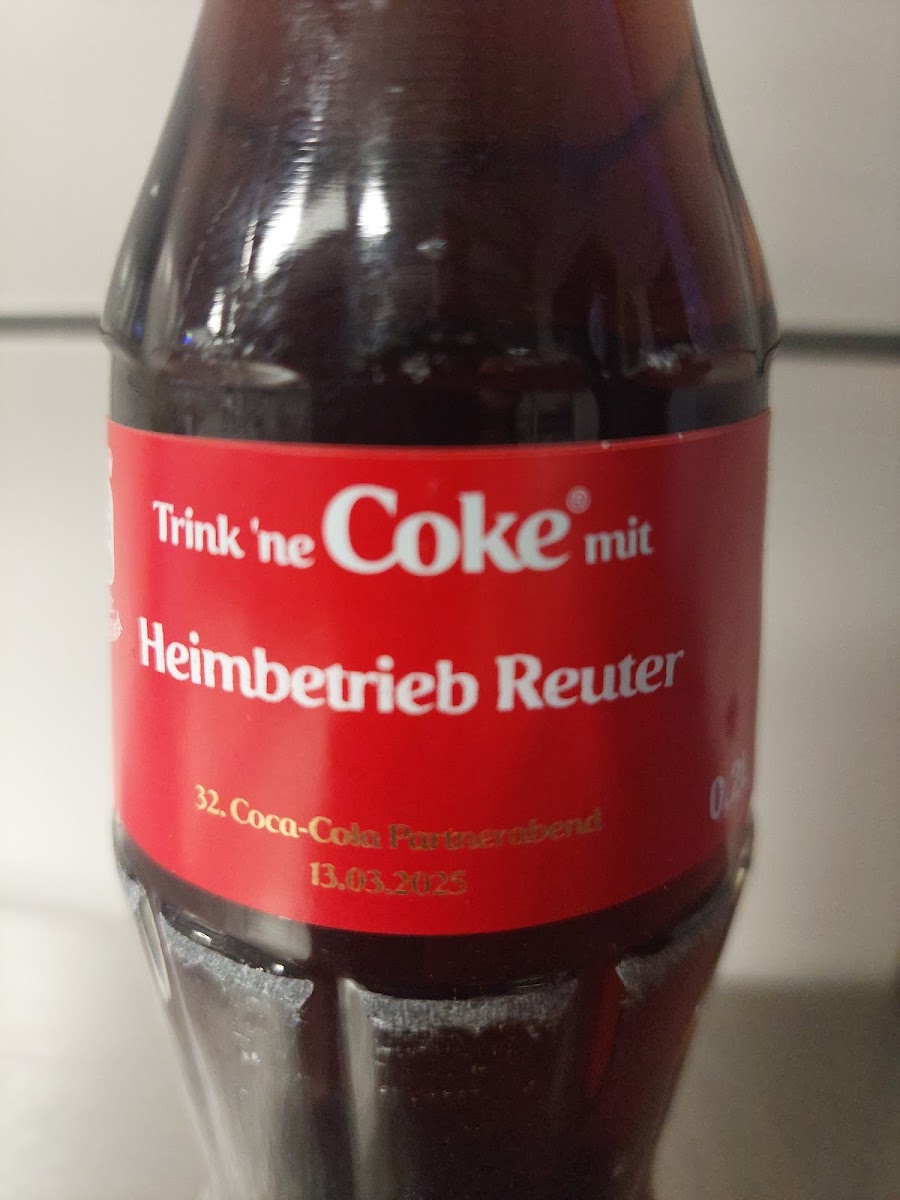 Trink 'ne Coke® mit
Heimbetrieb Reuter
32. Coca-Cola Partnerabend
13.03.2025